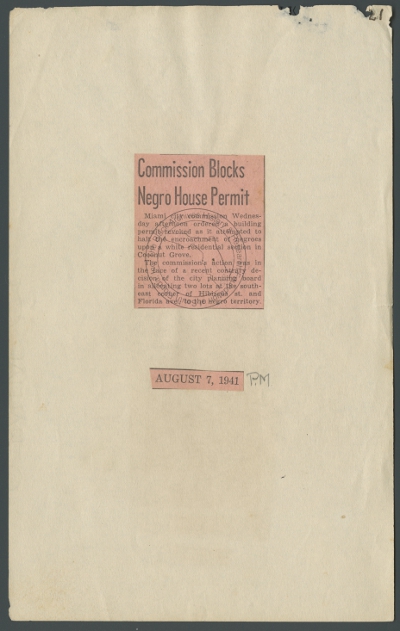 21
Commission Blocks
Negro House Permit
Miami city commission Wednes-
day afternoon ordered a building
permit revoked as it attempted to
halt the encroachment of negroes
upon a white residential section in
Coconut Grove.
The commission's action was in
the face of a recent contrary de-
cision of the city planning board
in accepting two lots at the south-
east corner of Hibiscus st. and
Florida ave. to the negro territory.
AUGUST 7, 1941 PM